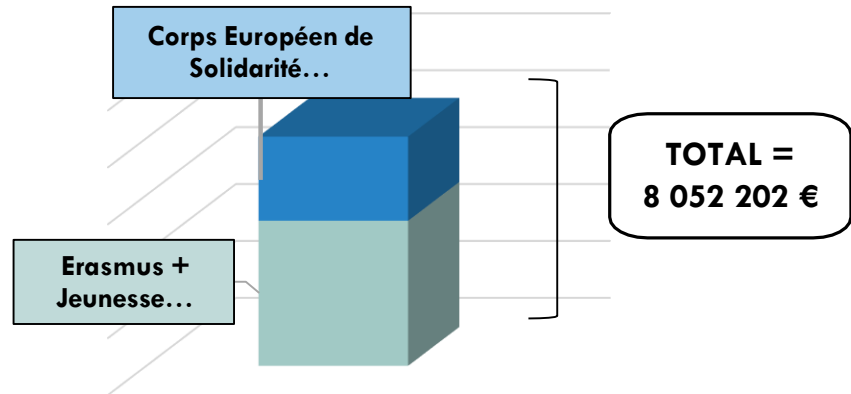 Corps Européen de
Solidarité…
TOTAL =
8 052 202 €
Erasmus +
Jeunesse…